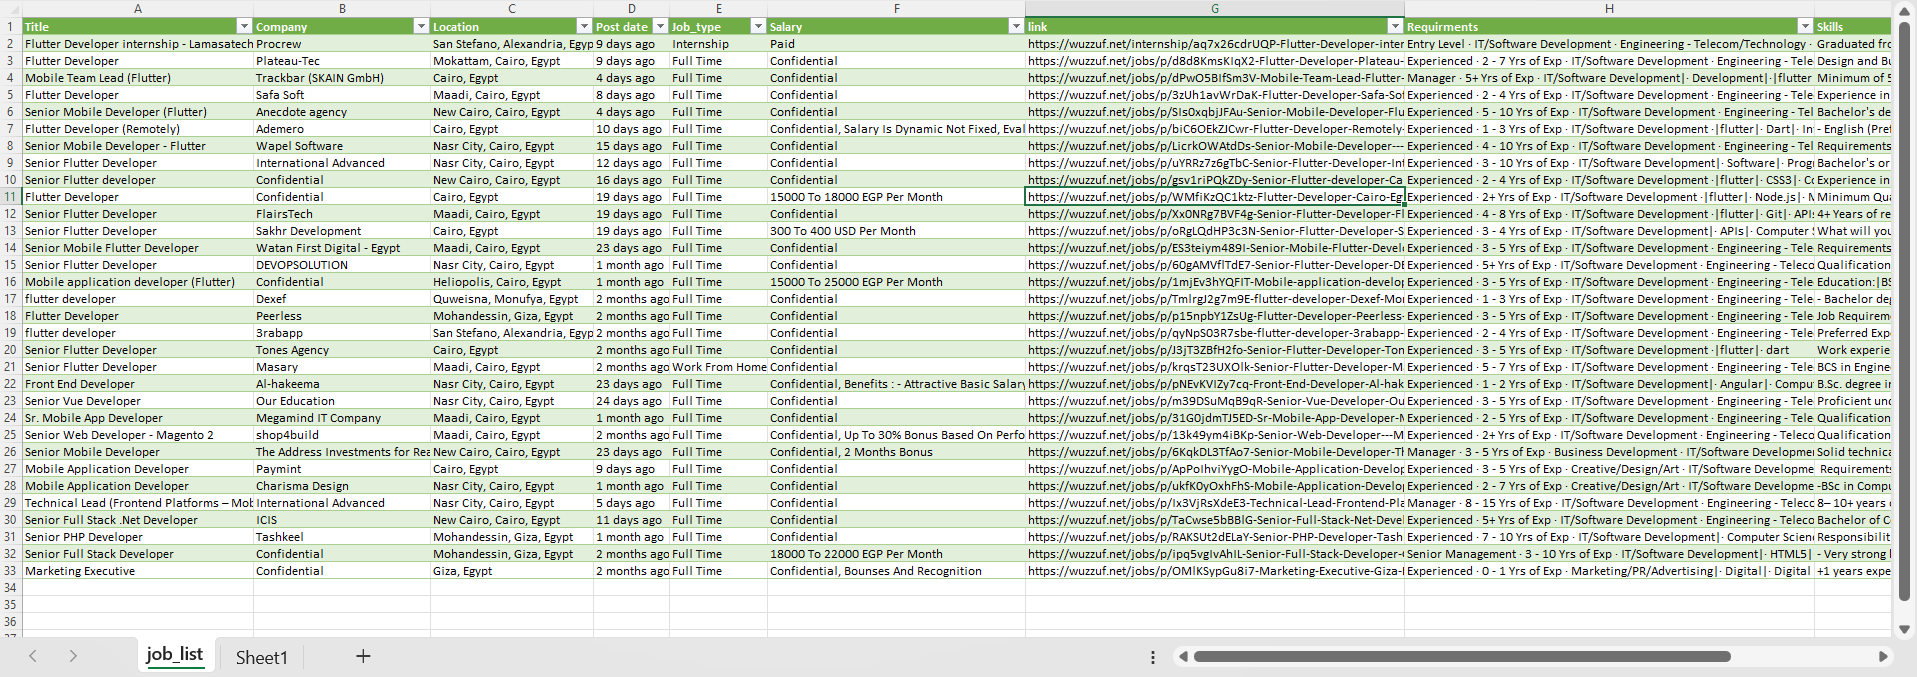 A B C D E F G H
1 Title Company Location Post date Job_type Salary link Requirments Skills
2 Flutter Developer internship - Lamasatech Procrew San Stefano, Alexandria, Egyp 9 days ago Internship Paid https://wuzzuf.net/internship/aq7x26cdrUQP-Flutter-Developer-inter Entry Level · IT/Software Development · Engineering - Telecom/Technology · Graduated fro
3 Flutter Developer Plateau-Tec Mokattam, Cairo, Egypt 9 days ago Full Time Confidential https://wuzzuf.net/jobs/p/d8d8KmsKIqX2-Flutter-Developer-Plateau- Experienced · 2 - 7 Yrs of Exp · IT/Software Development · Engineering - Tele Design and Bu
4 Mobile Team Lead (Flutter) Trackbar (SKAIN GmbH) Cairo, Egypt 4 days ago Full Time Confidential https://wuzzuf.net/jobs/p/dPwO5BIfSm3V-Mobile-Team-Lead-Flutter- Manager · 5+ Yrs of Exp · IT/Software Development|· Development|·|flutter Minimum of 5
5 Flutter Developer Safa Soft Maadi, Cairo, Egypt 8 days ago Full Time Confidential https://wuzzuf.net/jobs/p/3zUh1avWrDaK-Flutter-Developer-Safa-Sof Experienced · 2 - 4 Yrs of Exp · IT/Software Development · Engineering - Tele Experience in
6 Senior Mobile Developer (Flutter) Anecdote agency New Cairo, Cairo, Egypt 4 days ago Full Time Confidential https://wuzzuf.net/jobs/p/SIs0xqbjJFAu-Senior-Mobile-Developer-Flu Experienced · 5 - 10 Yrs of Exp · IT/Software Development · Engineering - Tel Bachelor's de
7 Flutter Developer (Remotely) Ademero Cairo, Egypt 10 days ago Full Time Confidential, Salary Is Dynamic Not Fixed, Eval https://wuzzuf.net/jobs/p/biC6OEkZJCwr-Flutter-Developer-Remotely- Experienced · 1 - 3 Yrs of Exp · IT/Software Development ·|flutter|· Dart|· In - English (Pref
8 Senior Mobile Developer - Flutter Wapel Software Nasr City, Cairo, Egypt 15 days ago Full Time Confidential https://wuzzuf.net/jobs/p/LicrkOWAtdDs-Senior-Mobile-Developer--- Experienced · 4 - 10 Yrs of Exp · IT/Software Development · Engineering - Tel Requirements
9 Senior Flutter Developer International Advanced Nasr City, Cairo, Egypt 12 days ago Full Time Confidential https://wuzzuf.net/jobs/p/uYRRz7z6gTbC-Senior-Flutter-Developer-Int Experienced · 3 - 10 Yrs of Exp · IT/Software Development|· Software|· Progr Bachelor's or
10 Senior Flutter developer Confidential New Cairo, Cairo, Egypt 16 days ago Full Time Confidential https://wuzzuf.net/jobs/p/gsv1riPQkZDy-Senior-Flutter-developer-Ca Experienced · 2 - 4 Yrs of Exp · IT/Software Development ·|flutter|· CSS3|· Co Experience in
11 Flutter Developer Confidential Cairo, Egypt 19 days ago Full Time 15000 To 18000 EGP Per Month https://wuzzuf.net/jobs/p/WMfiKzQC1ktz-Flutter-Developer-Cairo-Eg Experienced · 2+ Yrs of Exp · IT/Software Development ·|flutter|· Node.js|· M Minimum Qua
12 Senior Flutter Developer FlairsTech Maadi, Cairo, Egypt 19 days ago Full Time Confidential https://wuzzuf.net/jobs/p/Xx0NRg7BVF4g-Senior-Flutter-Developer-Fl Experienced · 4 - 8 Yrs of Exp · IT/Software Development ·|flutter|· Git|· APIs 4+ Years of re
13 Senior Flutter Developer Sakhr Development Cairo, Egypt 19 days ago Full Time 300 To 400 USD Per Month https://wuzzuf.net/jobs/p/oRgLQdHP3c3N-Senior-Flutter-Developer-S Experienced · 3 - 4 Yrs of Exp · IT/Software Development|· APIs|· Computer S What will you
14 Senior Mobile Flutter Developer Watan First Digital - Egypt Maadi, Cairo, Egypt 23 days ago Full Time Confidential https://wuzzuf.net/jobs/p/ES3teiym489I-Senior-Mobile-Flutter-Devel Experienced · 3 - 5 Yrs of Exp · IT/Software Development · Engineering - Tele Requirements
15 Senior Flutter Developer DEVOPSOLUTION Nasr City, Cairo, Egypt 1 month ago Full Time Confidential https://wuzzuf.net/jobs/p/60gAMVflTdE7-Senior-Flutter-Developer-DE Experienced · 5+ Yrs of Exp · IT/Software Development · Engineering - Teleco Qualification
16 Mobile application developer (Flutter) Confidential Heliopolis, Cairo, Egypt 1 month ago Full Time 15000 To 25000 EGP Per Month https://wuzzuf.net/jobs/p/1mjEv3hYQFIT-Mobile-application-develop Experienced · 3 - 5 Yrs of Exp · IT/Software Development · Engineering - Tele Education:|BS
17 flutter developer Dexef Quweisna, Monufya, Egypt 2 months ago Full Time Confidential https://wuzzuf.net/jobs/p/TmlrgJ2g7m9E-flutter-developer-Dexef-Mon Experienced · 1 - 3 Yrs of Exp · IT/Software Development · Engineering - Tele - Bachelor deg
18 Flutter Developer Peerless Mohandessin, Giza, Egypt 2 months ago Full Time Confidential https://wuzzuf.net/jobs/p/p15npbY1ZsUg-Flutter-Developer-Peerless- Experienced · 3 - 5 Yrs of Exp · IT/Software Development · Engineering - Tele Job Requirem
19 flutter developer 3rabapp San Stefano, Alexandria, Egyp 2 months ago Full Time Confidential https://wuzzuf.net/jobs/p/qyNpS03R7sbe-flutter-developer-3rabapp- Experienced · 2 - 4 Yrs of Exp · IT/Software Development · Engineering - Tele Preferred Exp
20 Senior Flutter Developer Tones Agency Cairo, Egypt 2 months ago Full Time Confidential https://wuzzuf.net/jobs/p/J3jT3ZBfH2fo-Senior-Flutter-Developer-Ton Experienced · 3 - 5 Yrs of Exp · IT/Software Development ·|flutter|· dart Work experie
21 Senior Flutter Developer Masary Maadi, Cairo, Egypt 2 months ago Work From Home Confidential https://wuzzuf.net/jobs/p/krqsT23UXOlk-Senior-Flutter-Developer-M Experienced · 5 - 7 Yrs of Exp · IT/Software Development · Engineering - Tele BCS in Engine
22 Front End Developer Al-hakeema Nasr City, Cairo, Egypt 23 days ago Full Time Confidential, Benefits : - Attractive Basic Salary https://wuzzuf.net/jobs/p/pNEvKVIZy7cq-Front-End-Developer-Al-hak Experienced · 1 - 2 Yrs of Exp · IT/Software Development|· Angular|· Compu B.Sc. degree in
23 Senior Vue Developer Our Education Nasr City, Cairo, Egypt 24 days ago Full Time Confidential https://wuzzuf.net/jobs/p/m39DSuMqB9qR-Senior-Vue-Developer-Ou Experienced · 3 - 5 Yrs of Exp · IT/Software Development · Engineering - Tele Proficient und
24 Sr. Mobile App Developer Megamind IT Company Maadi, Cairo, Egypt 1 month ago Full Time Confidential https://wuzzuf.net/jobs/p/31G0jdmTJ5ED-Sr-Mobile-App-Developer-M Experienced · 2 - 5 Yrs of Exp · IT/Software Development · Engineering - Tele Qualification
25 Senior Web Developer - Magento 2 shop4build Maadi, Cairo, Egypt 2 months ago Full Time Confidential, Up To 30% Bonus Based On Perfo https://wuzzuf.net/jobs/p/13k49ym4iBKp-Senior-Web-Developer---M Experienced · 2+ Yrs of Exp · IT/Software Development · Engineering - Teleco Qualification
26 Senior Mobile Developer The Address Investments for Rea New Cairo, Cairo, Egypt 23 days ago Full Time Confidential, 2 Months Bonus https://wuzzuf.net/jobs/p/6KqkDL3TfAo7-Senior-Mobile-Developer-Th Manager · 3 - 5 Yrs of Exp · Business Development · IT/Software Developmen Solid technica
27 Mobile Application Developer Paymint Cairo, Egypt 9 days ago Full Time Confidential https://wuzzuf.net/jobs/p/ApPoIhviYygO-Mobile-Application-Develop Experienced · 3 - 5 Yrs of Exp · Creative/Design/Art · IT/Software Developme Requirements
28 Mobile Application Developer Charisma Design Nasr City, Cairo, Egypt 1 month ago Full Time Confidential https://wuzzuf.net/jobs/p/ukfK0yOxhFhS-Mobile-Application-Develop Experienced · 2 - 7 Yrs of Exp · Creative/Design/Art · IT/Software Developme -BSc in Compu
29 Technical Lead (Frontend Platforms – Mob International Advanced Nasr City, Cairo, Egypt 5 days ago Full Time Confidential https://wuzzuf.net/jobs/p/Ix3VjRsXdeE3-Technical-Lead-Frontend-Pla Manager · 8 - 15 Yrs of Exp · IT/Software Development · Engineering - Teleco 8– 10+ years o
30 Senior Full Stack .Net Developer ICIS New Cairo, Cairo, Egypt 11 days ago Full Time Confidential https://wuzzuf.net/jobs/p/TaCwse5bBBlG-Senior-Full-Stack-Net-Devel Experienced · 5+ Yrs of Exp · IT/Software Development · Engineering - Teleco Bachelor of C
31 Senior PHP Developer Tashkeel Mohandessin, Giza, Egypt 1 month ago Full Time Confidential https://wuzzuf.net/jobs/p/RAKSUt2dELaY-Senior-PHP-Developer-Tash Experienced · 7 - 10 Yrs of Exp · IT/Software Development|· Computer Scien Responsibilit
32 Senior Full Stack Developer Confidential Mohandessin, Giza, Egypt 2 months ago Full Time 18000 To 22000 EGP Per Month https://wuzzuf.net/jobs/p/ipq5vgIvAhIL-Senior-Full-Stack-Developer- Senior Management · 3 - 10 Yrs of Exp · IT/Software Development|· HTML5| - Very strong k
33 Marketing Executive Confidential Giza, Egypt 2 months ago Full Time Confidential, Bounses And Recognition https://wuzzuf.net/jobs/p/OMlKSypGu8i7-Marketing-Executive-Giza-E Experienced · 0 - 1 Yrs of Exp · Marketing/PR/Advertising|· Digital|· Digital +1 years expe
34
35
36
job_list Sheet1